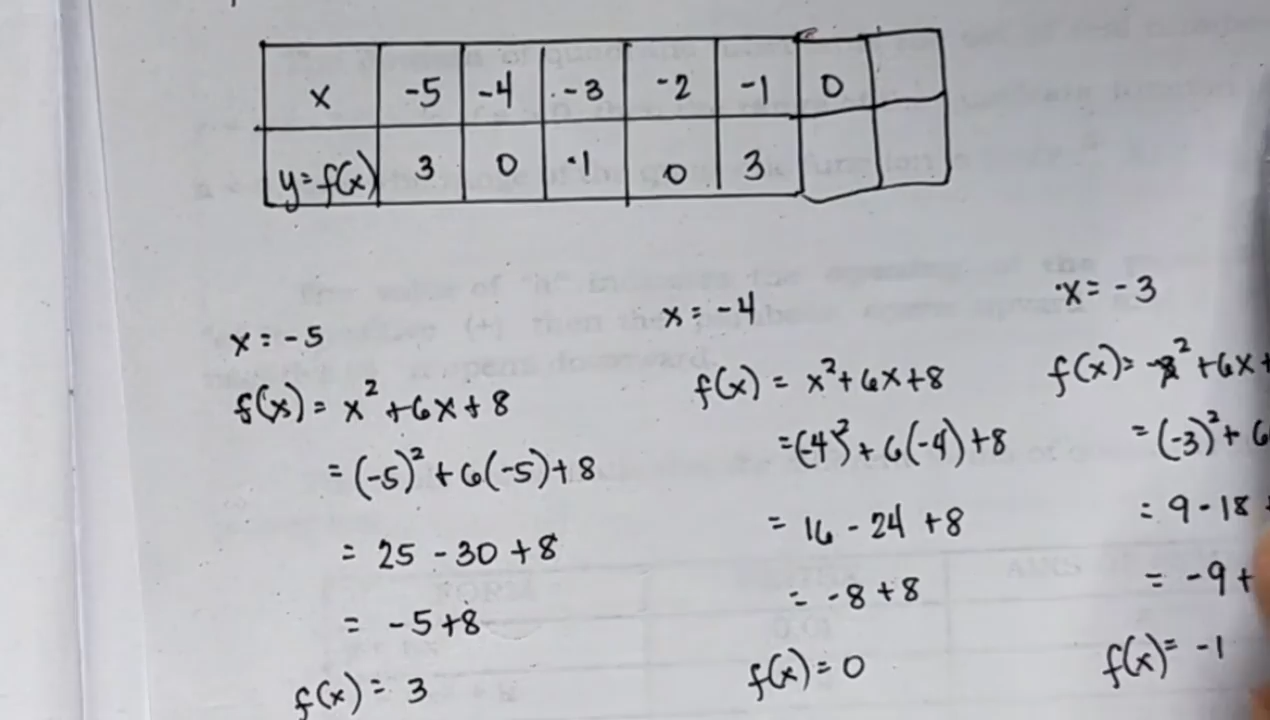 x -5 -4 -3 -2 -1 0
y=f(x) 3 0 -1 0 3
x = -5
f(x) = x² + 6x + 8
= (-5)² + 6(-5) + 8
= 25 - 30 + 8
= -5 + 8
f(x) = 3
x = -4
f(x) = x² + 6x + 8
= (-4)² + 6(-4) + 8
= 16 - 24 + 8
= -8 + 8
f(x) = 0
x = -3
f(x) = x² + 6x +
= (-3)² + 6
= 9 - 18
= -9 +
f(x) = -1